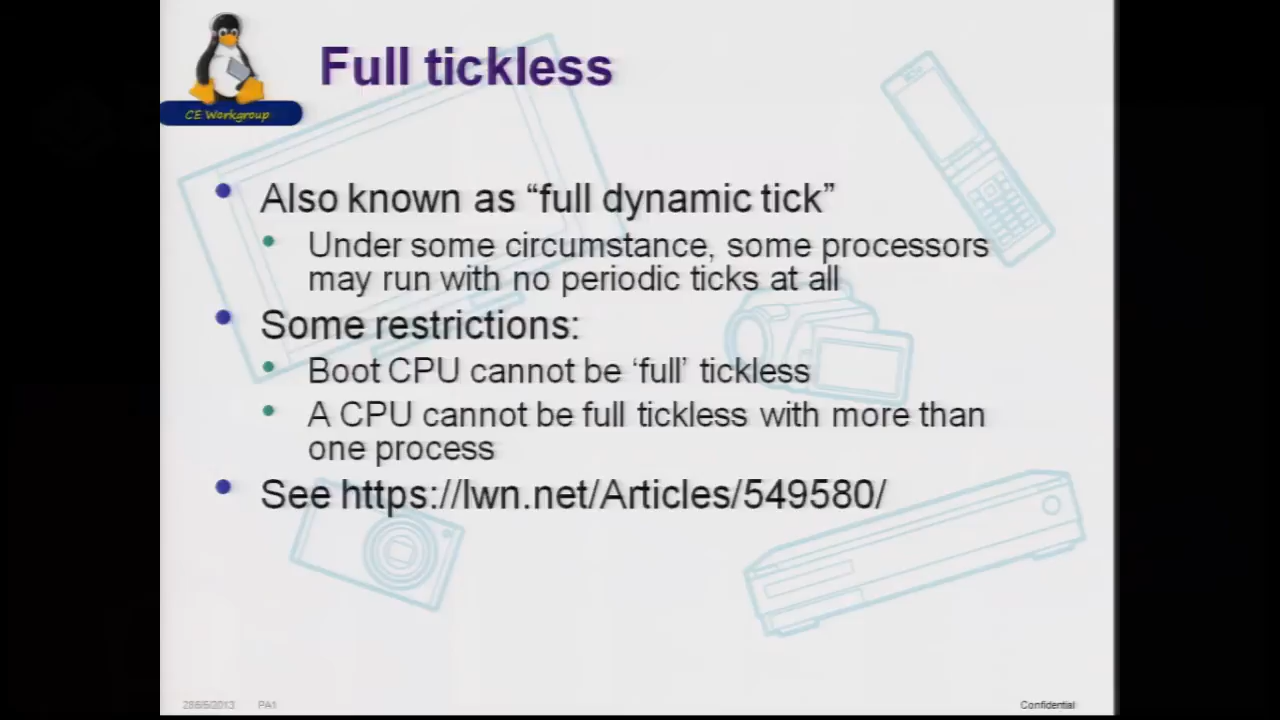 Full tickless
CE Workgroup
Also known as “full dynamic tick”
Under some circumstance, some processors
may run with no periodic ticks at all
Some restrictions:
Boot CPU cannot be ‘full’ tickless
A CPU cannot be full tickless with more than
one process
See https://lwn.net/Articles/549580/
PA1
Confidential